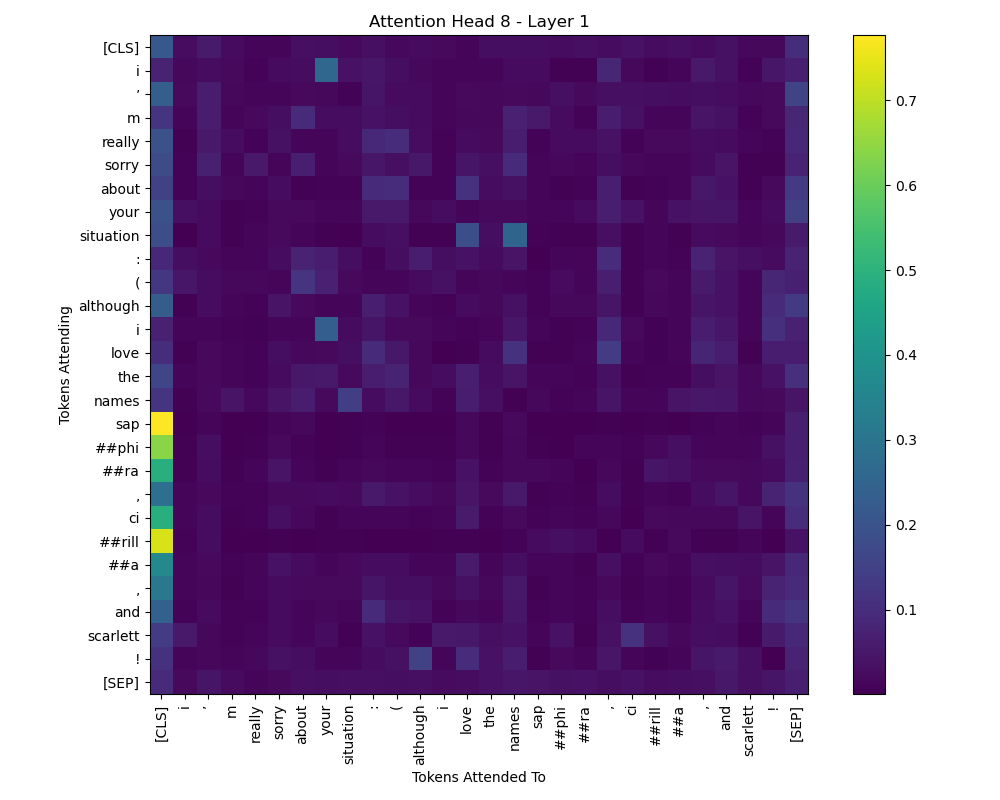 Attention Head 8 - Layer 1
[CLS]
i
’
m
really
sorry
about
your
situation
:
(
although
i
love
the
names
sap
##phi
##ra
,
ci
##rill
##a
,
and
scarlett
!
[SEP]
Tokens Attending
[CLS]
i
’
m
really
sorry
about
your
situation
:
(
although
i
love
the
names
sap
##phi
##ra
,
ci
##rill
##a
,
and
scarlett
!
[SEP]
Tokens Attended To
0.7
0.6
0.5
0.4
0.3
0.2
0.1